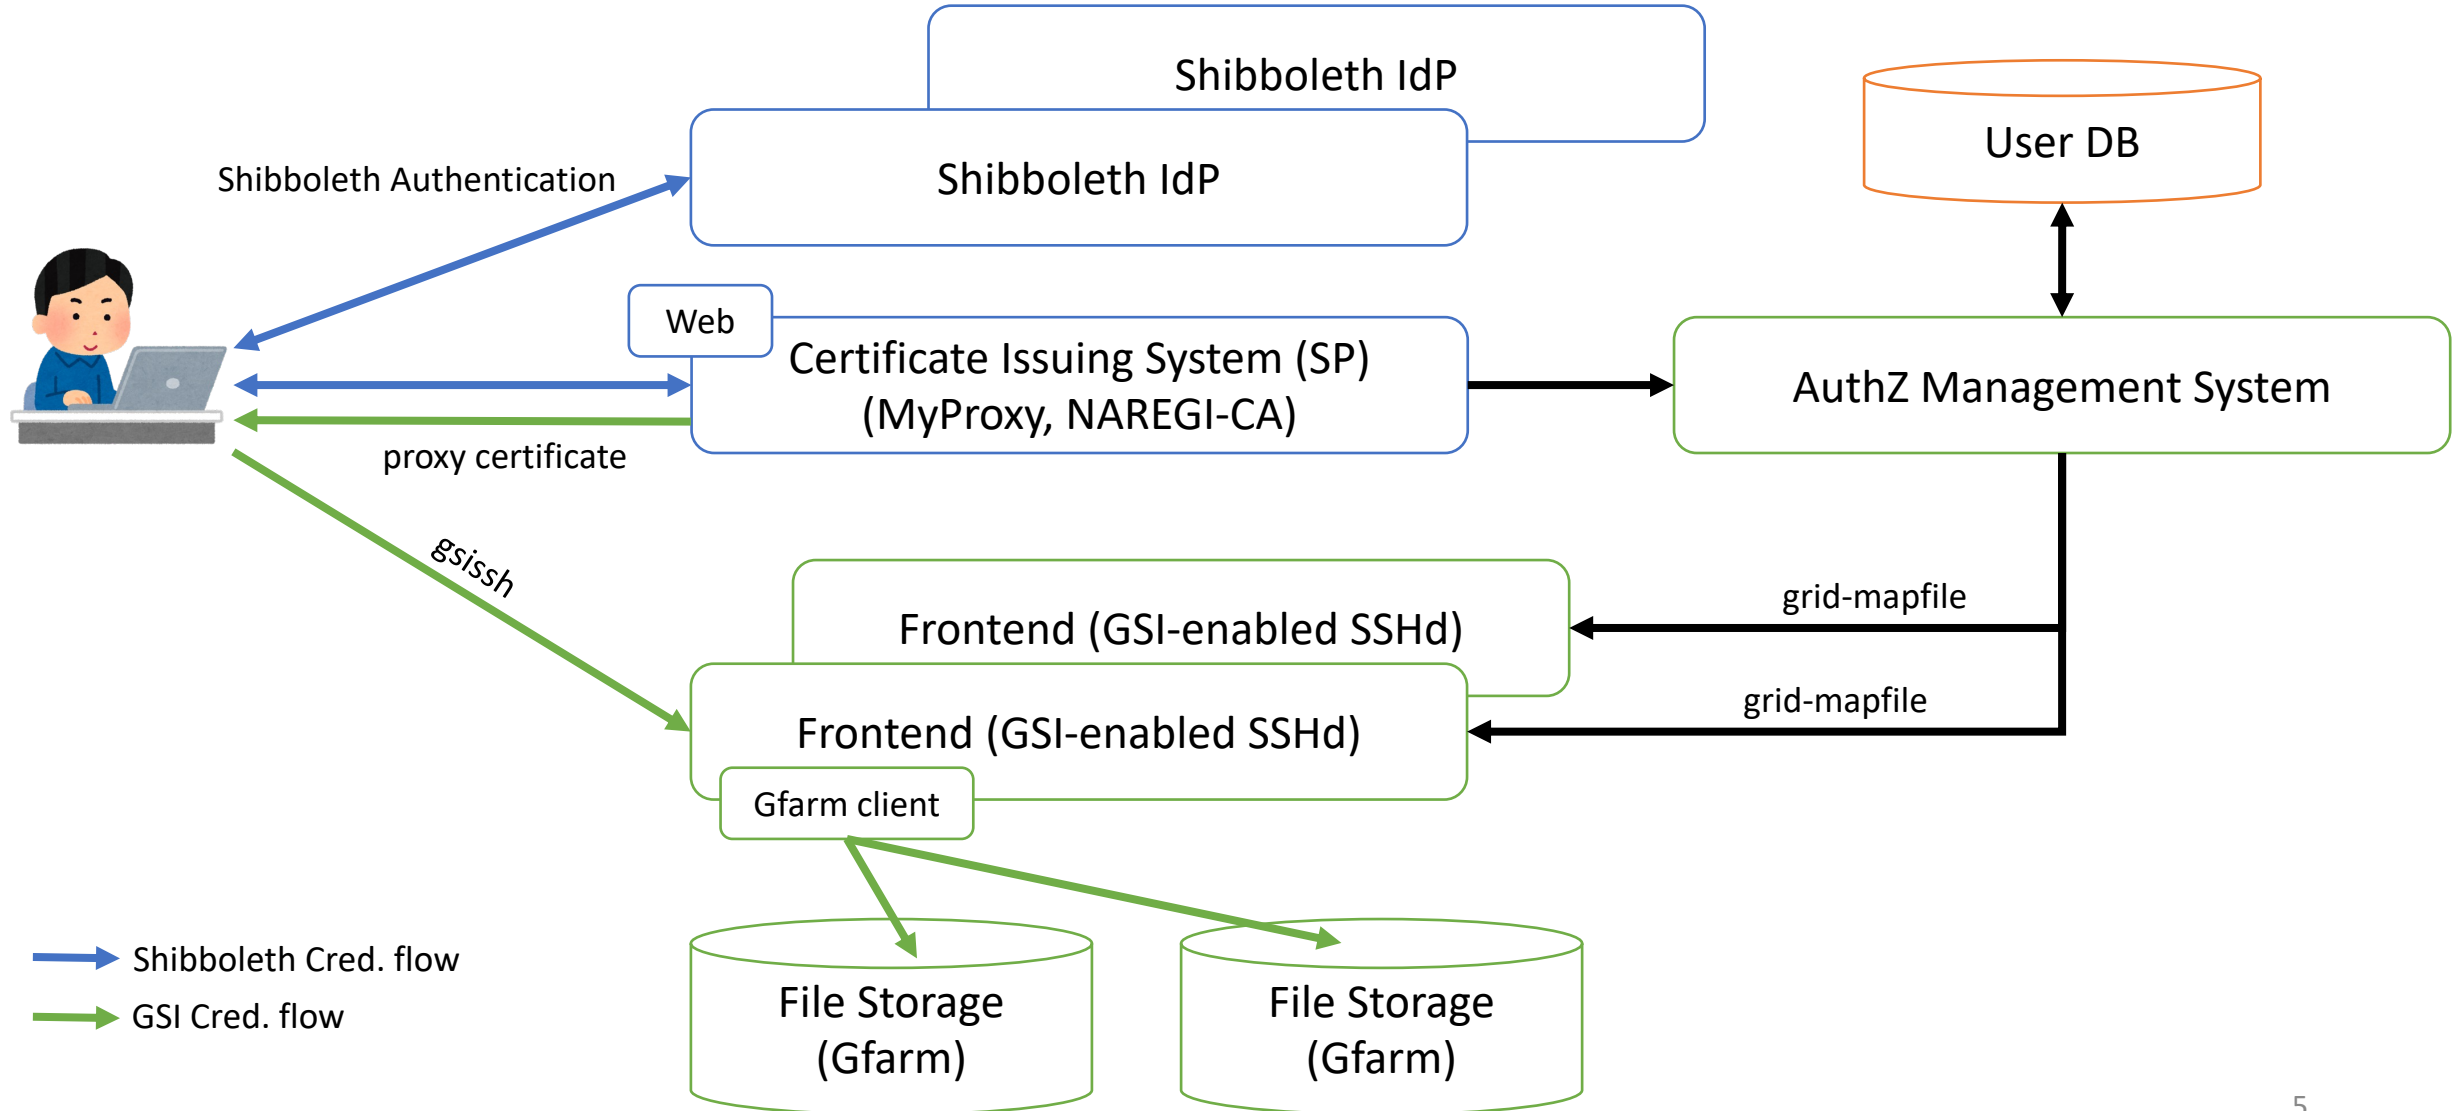 Shibboleth IdP
User DB
Shibboleth Authentication
Shibboleth IdP
Web
Certificate Issuing System (SP)
(MyProxy, NAREGI-CA)
AuthZ Management System
proxy certificate
gsissh
grid-mapfile
Frontend (GSI-enabled SSHd)
grid-mapfile
Frontend (GSI-enabled SSHd)
Gfarm client
Shibboleth Cred. flow
GSI Cred. flow
File Storage
(Gfarm)
File Storage
(Gfarm)
5